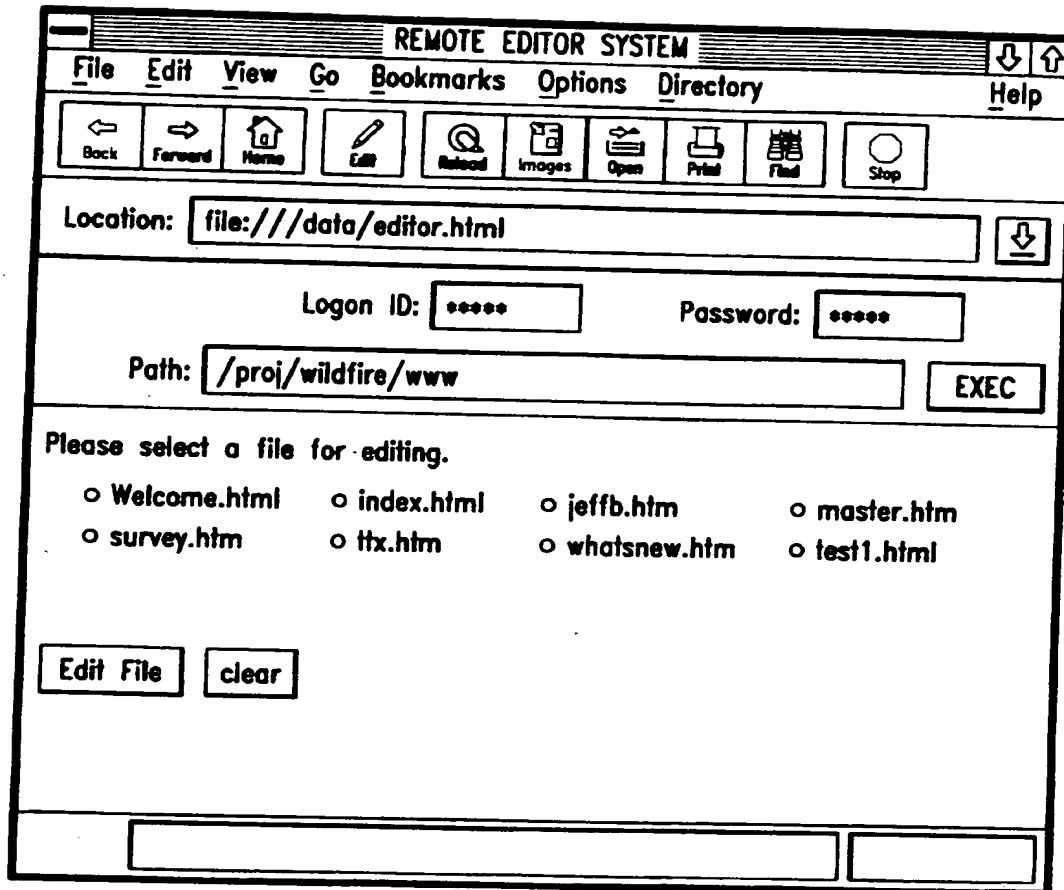 REMOTE EDITOR SYSTEM
File Edit View Go Bookmarks Options Directory Help
Back Forward Home Edit Reload Images Open Print Find Stop
Location: file:///data/editor.html
Logon ID: ***** Password: *****
Path: /proj/wildfire/www EXEC
Please select a file for editing.
Welcome.html index.html jeffb.htm master.htm
survey.htm ttx.htm whatsnew.htm test1.html
Edit File clear